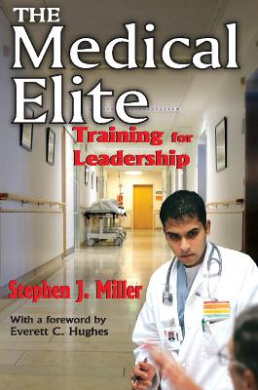 THE
Medical
Elite
Training for
Leadership
Stephen J. Miller
With a foreword by
Everett C. Hughes